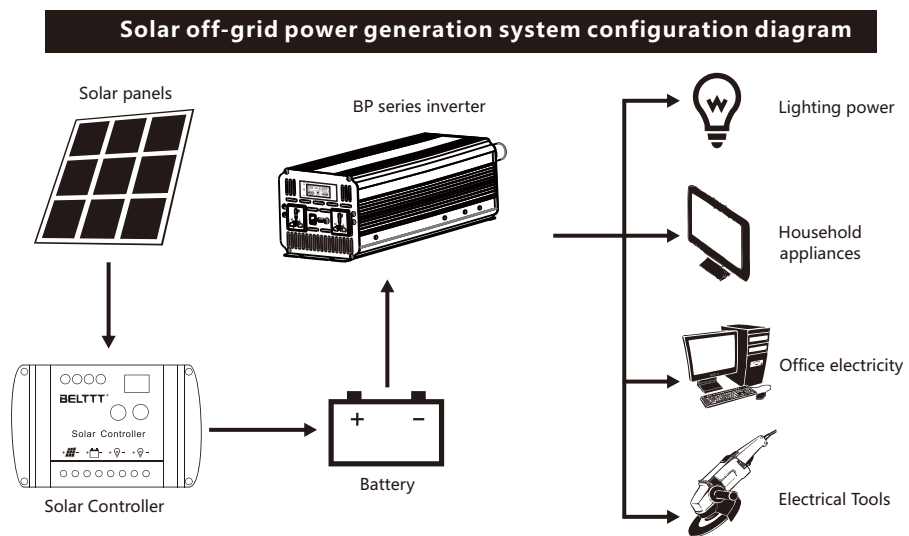 Solar off-grid power generation system configuration diagram
Solar panels
BP series inverter
Lighting power
Household
appliances
Office electricity
Electrical Tools
BELTTT
Solar Controller
+ - + - + - + -
Solar Controller
+ -
Battery